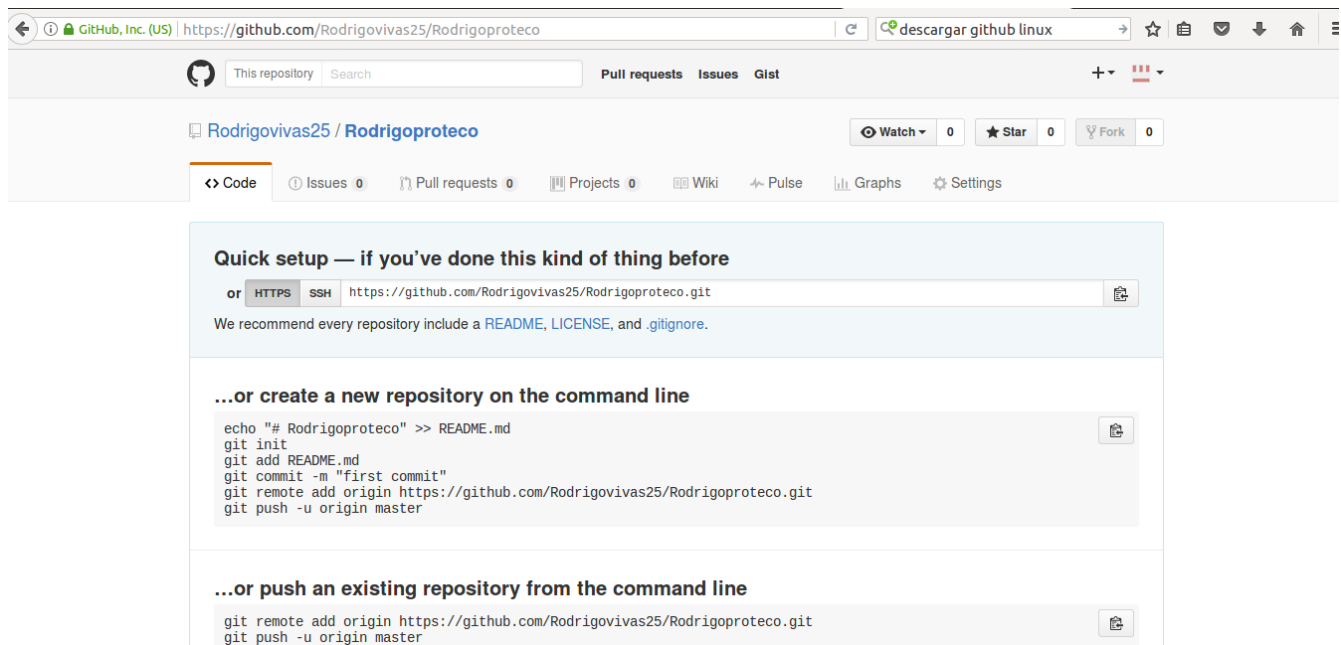 GitHub, Inc. (US) https://github.com/Rodrigovivas25/Rodrigoproteco descargar github linux
This repository Search Pull requests Issues Gist
Rodrigovivas25 / Rodrigoproteco Watch 0 Star 0 Fork 0
Code Issues 0 Pull requests 0 Projects 0 Wiki Pulse Graphs Settings
Quick setup — if you've done this kind of thing before
or HTTPS SSH https://github.com/Rodrigovivas25/Rodrigoproteco.git
We recommend every repository include a README, LICENSE, and .gitignore.
…or create a new repository on the command line
echo "# Rodrigoproteco" >> README.md
git init
git add README.md
git commit -m "first commit"
git remote add origin https://github.com/Rodrigovivas25/Rodrigoproteco.git
git push -u origin master
…or push an existing repository from the command line
git remote add origin https://github.com/Rodrigovivas25/Rodrigoproteco.git
git push -u origin master